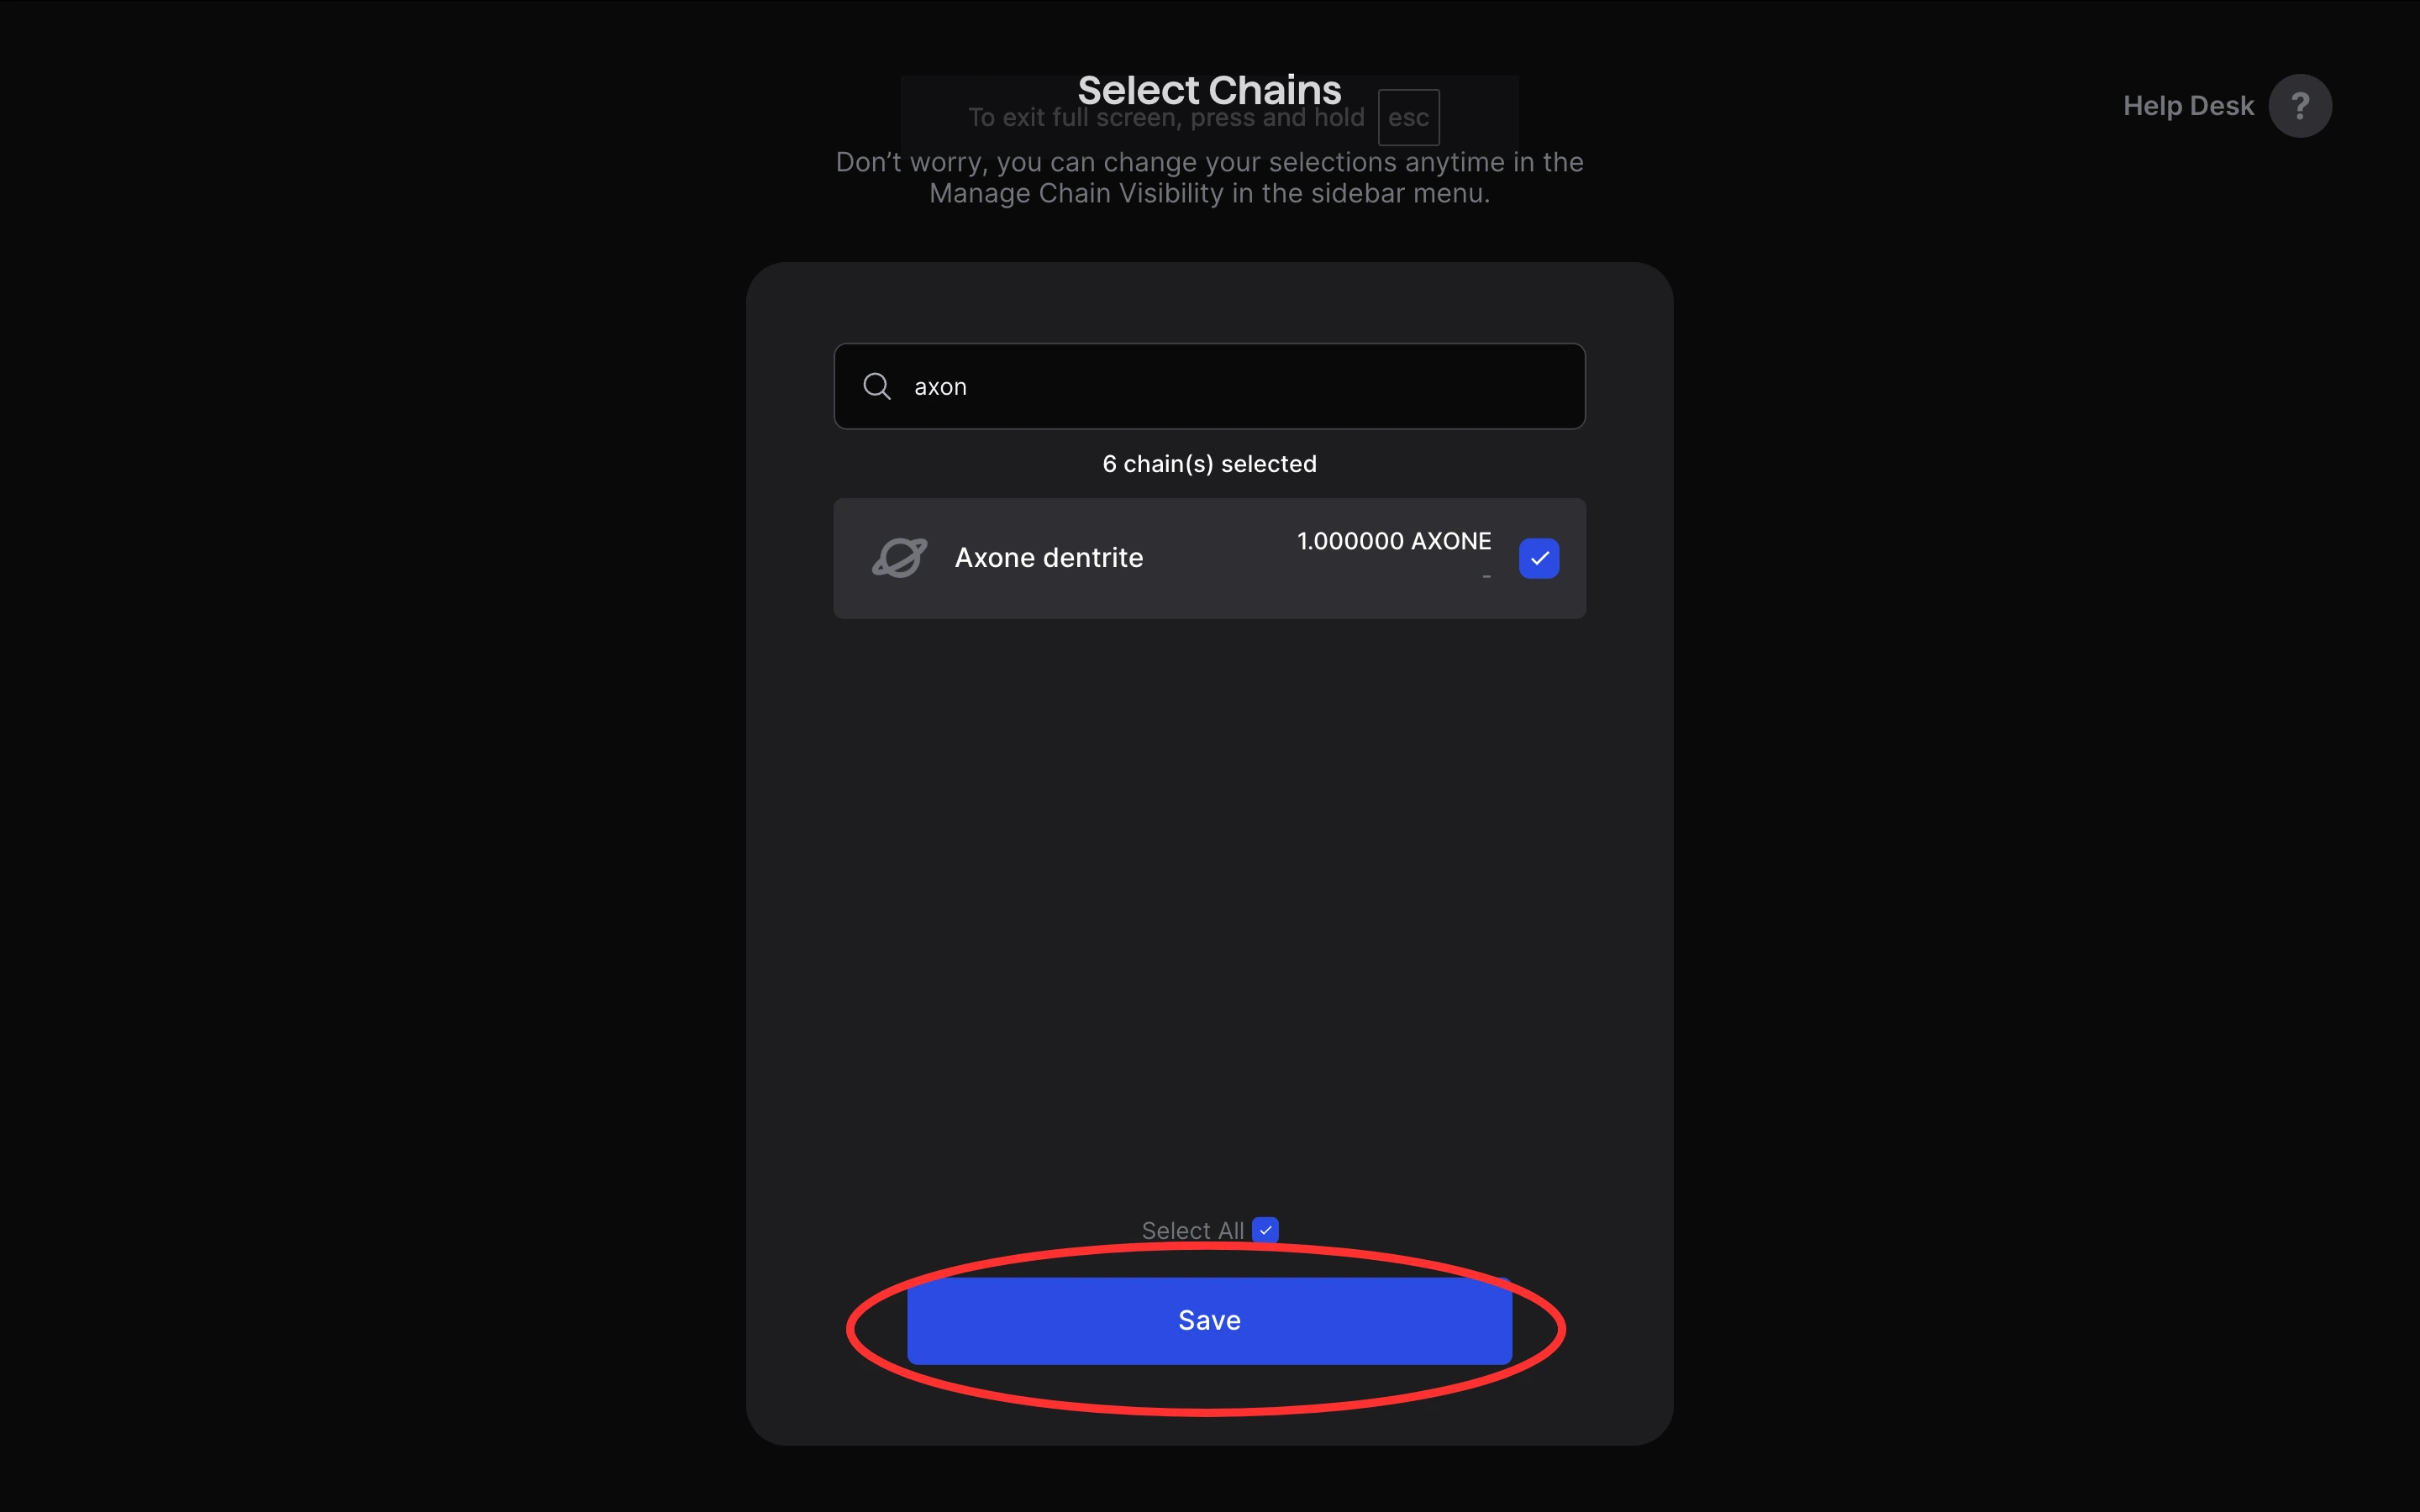 Select Chains
To exit full screen, press and hold esc
Help Desk ?
Don’t worry, you can change your selections anytime in the
Manage Chain Visibility in the sidebar menu.
axon
6 chain(s) selected
Axone dentrite
1.000000 AXONE
-
Select All
Save